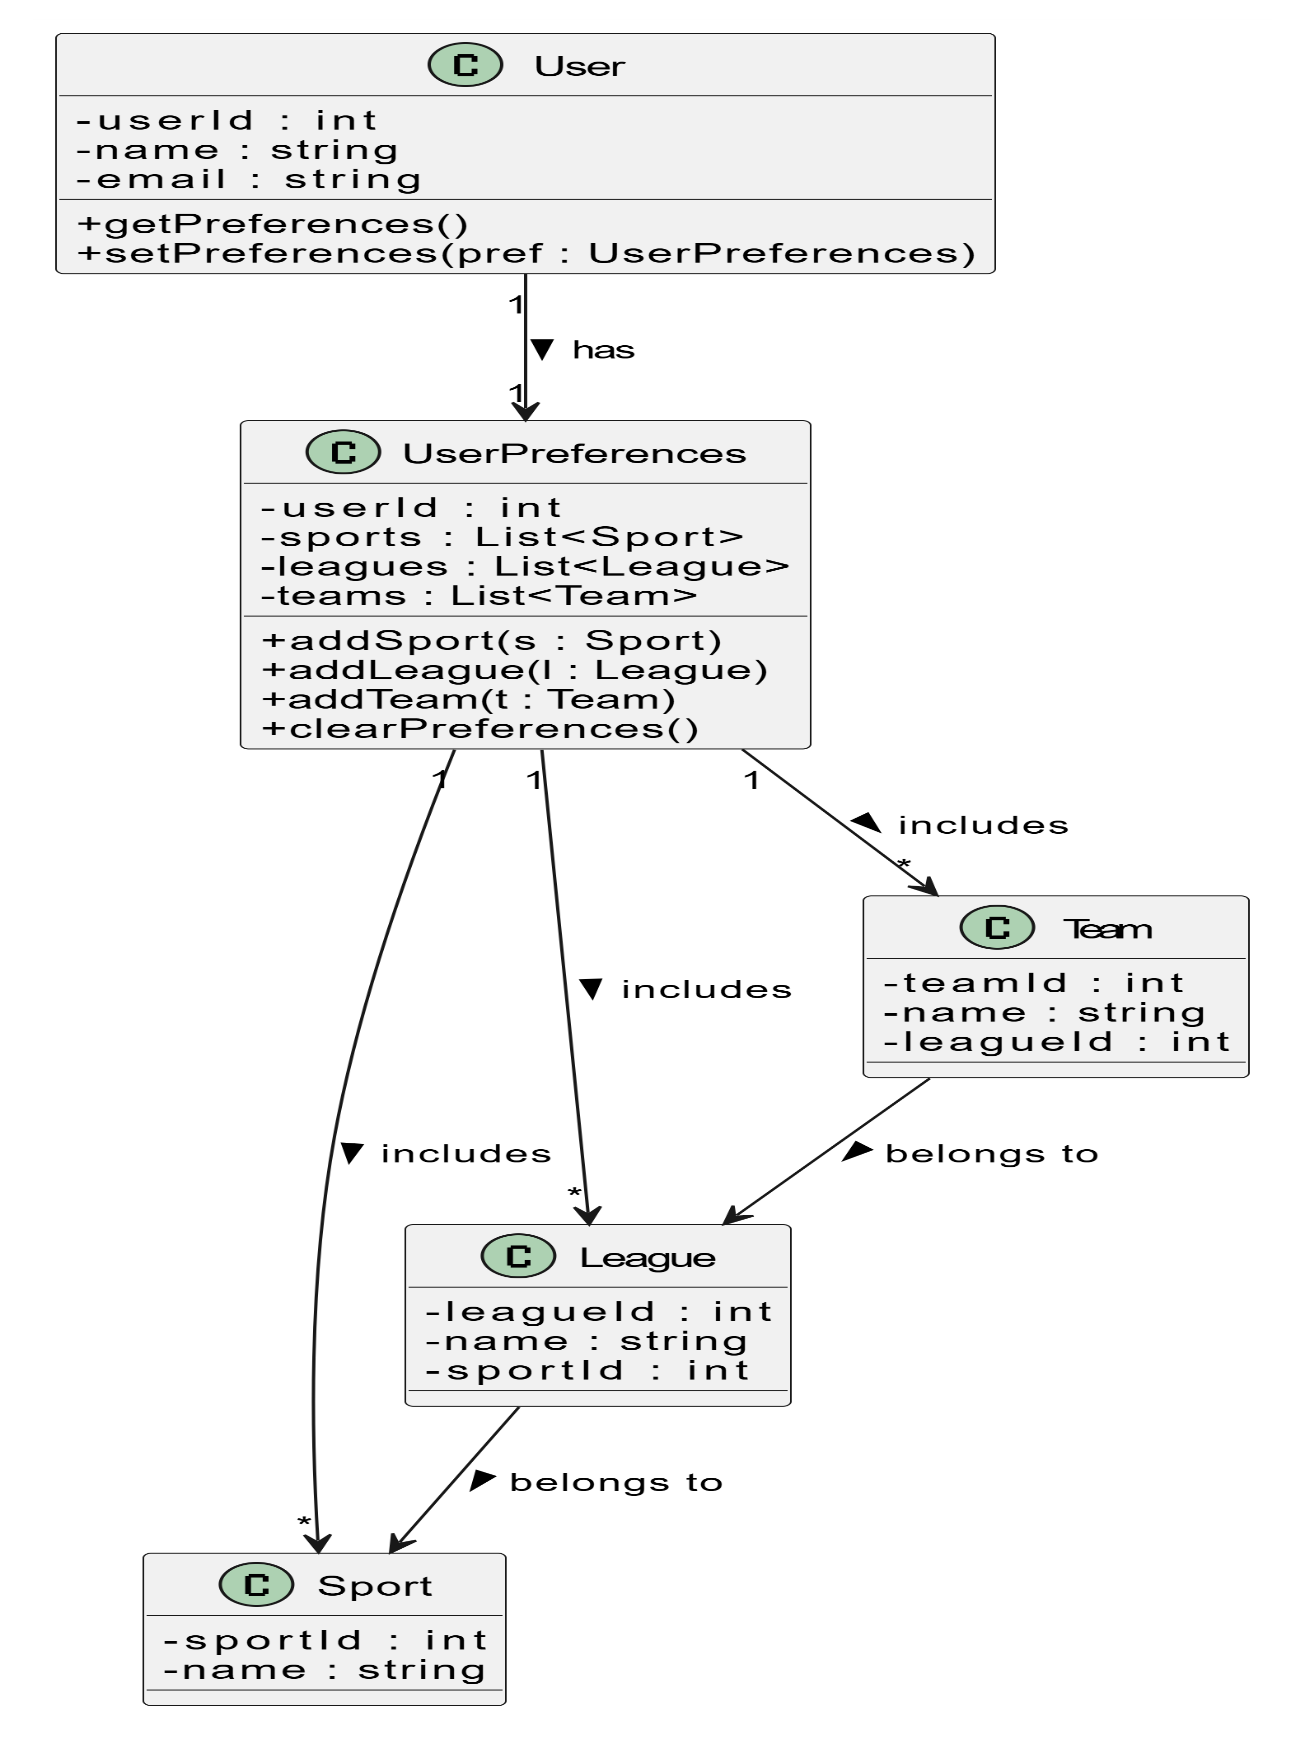 C User
-userId : int
-name : string
-email : string
+getPreferences()
+setPreferences(pref : UserPreferences)
1
▼ has
1
C UserPreferences
-userId : int
-sports : List<Sport>
-leagues : List<League>
-teams : List<Team>
+addSport(s : Sport)
+addLeague(l : League)
+addTeam(t : Team)
+clearPreferences()
1 1 1
includes
*
C Team
-teamId : int
-name : string
-leagueId : int
includes
includes
belongs to
*
C League
-leagueId : int
-name : string
-sportId : int
belongs to
*
C Sport
-sportId : int
-name : string